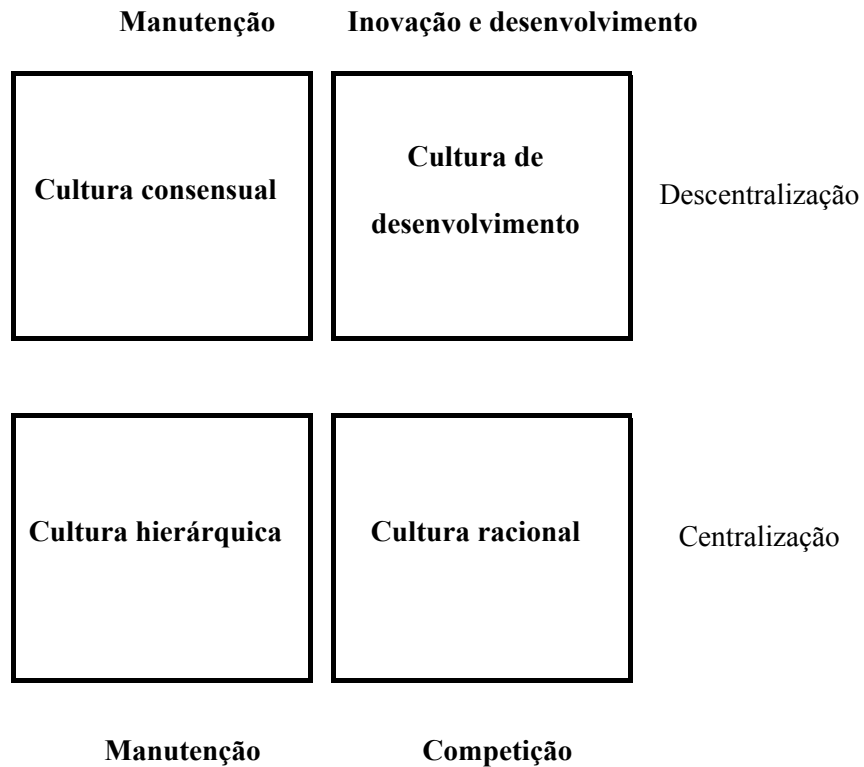 Manutenção Inovação e desenvolvimento
Cultura consensual
Cultura de
desenvolvimento
Descentralização
Cultura hierárquica
Cultura racional
Centralização
Manutenção Competição